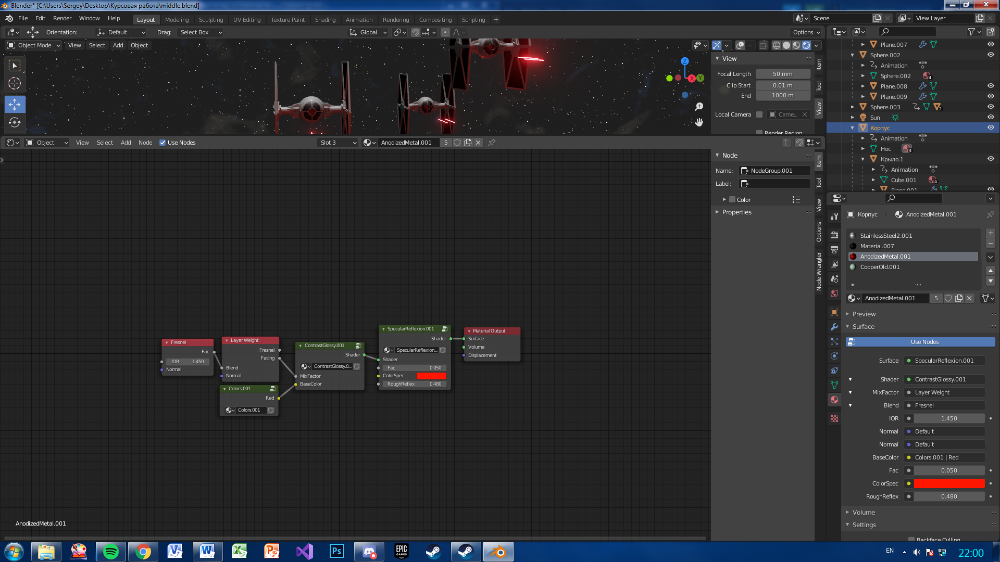 Blender* [C:\Users\Sergey\Desktop\Курсовая работа\middle.blend]
File Edit Render Window Help Layout Modeling Sculpting UV Editing Texture Paint Shading Animation Rendering Compositing Scripting + Scene View Layer
Orientation: Default Drag: Select Box Global Options
Object Mode View Select Add Object
View
Focal Length 50 mm
Clip Start 0.01 m
End 1000 m
Local Camera Came...
Render Region
Item
Tool
View
Z
X
Y
Plane.007
Sphere.002
Animation
Sphere.002 4
Plane.008
Plane.009
Sphere.003 2
Sun
Корпус
Animation
Нос 4
Крыло.1
Animation
Cube.001 4
Plane.001
Object View Select Add Node Use Nodes Slot 3 AnodizedMetal.001 5
Node
Name: NodeGroup.001
Label:
Color
Properties
Item
Tool
View
Options
Node Wrangler
Fresnel
Fac
IOR 1.450
Normal
Layer Weight
Fresnel
Facing
Blend
Normal
Colors.001
Red
Colors.001
ContrastGlossy.001
Shader
ContrastGlossy.0...
MixFactor
BaseColor
SpecularReflexion.001
Shader
SpecularReflexion...
Shader
Fac 0.050
ColorSpec
RoughReflex 0.480
Material Output
Surface
Volume
Displacement
AnodizedMetal.001
Корпус AnodizedMetal.001
StainlessSteel2.001
Material.007
AnodizedMetal.001
CooperOld.001
AnodizedMetal.001 5
Preview
Surface
Use Nodes
Surface SpecularReflexion.001
Shader ContrastGlossy.001
MixFactor Layer Weight
Blend Fresnel
IOR 1.450
Normal Default
Normal Default
BaseColor Colors.001 | Red
Fac 0.050
ColorSpec
RoughReflex 0.480
Volume
Settings
Backface Culling
EPIC GAMES
Ps
EN
22:00